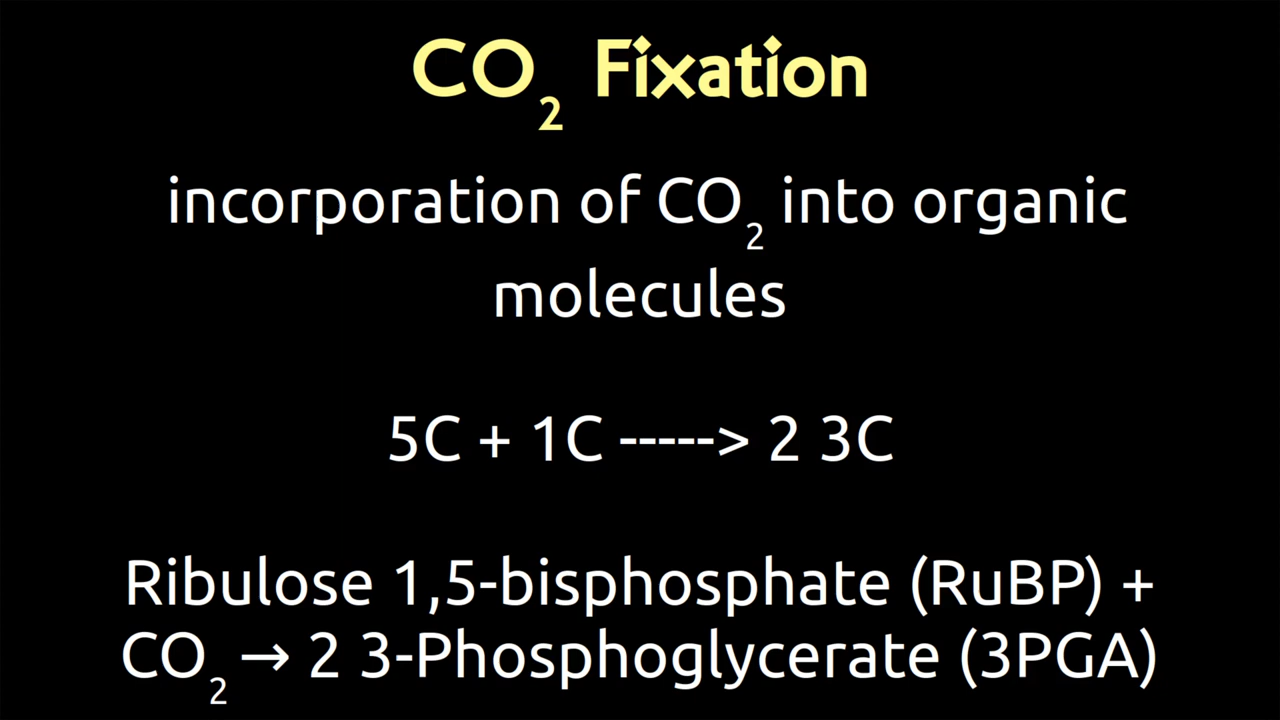 CO₂ Fixation
incorporation of CO₂ into organic
molecules
5C + 1C -----> 2 3C
Ribulose 1,5-bisphosphate (RuBP) +
CO₂ → 2 3-Phosphoglycerate (3PGA)